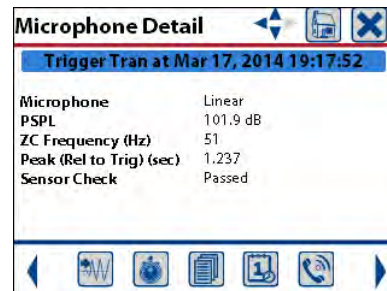 Microphone Detail
Trigger Tran at Mar 17, 2014 19:17:52
Microphone Linear
PSPL 101.9 dB
ZC Frequency (Hz) 51
Peak (Rel to Trig) (sec) 1.237
Sensor Check Passed
1